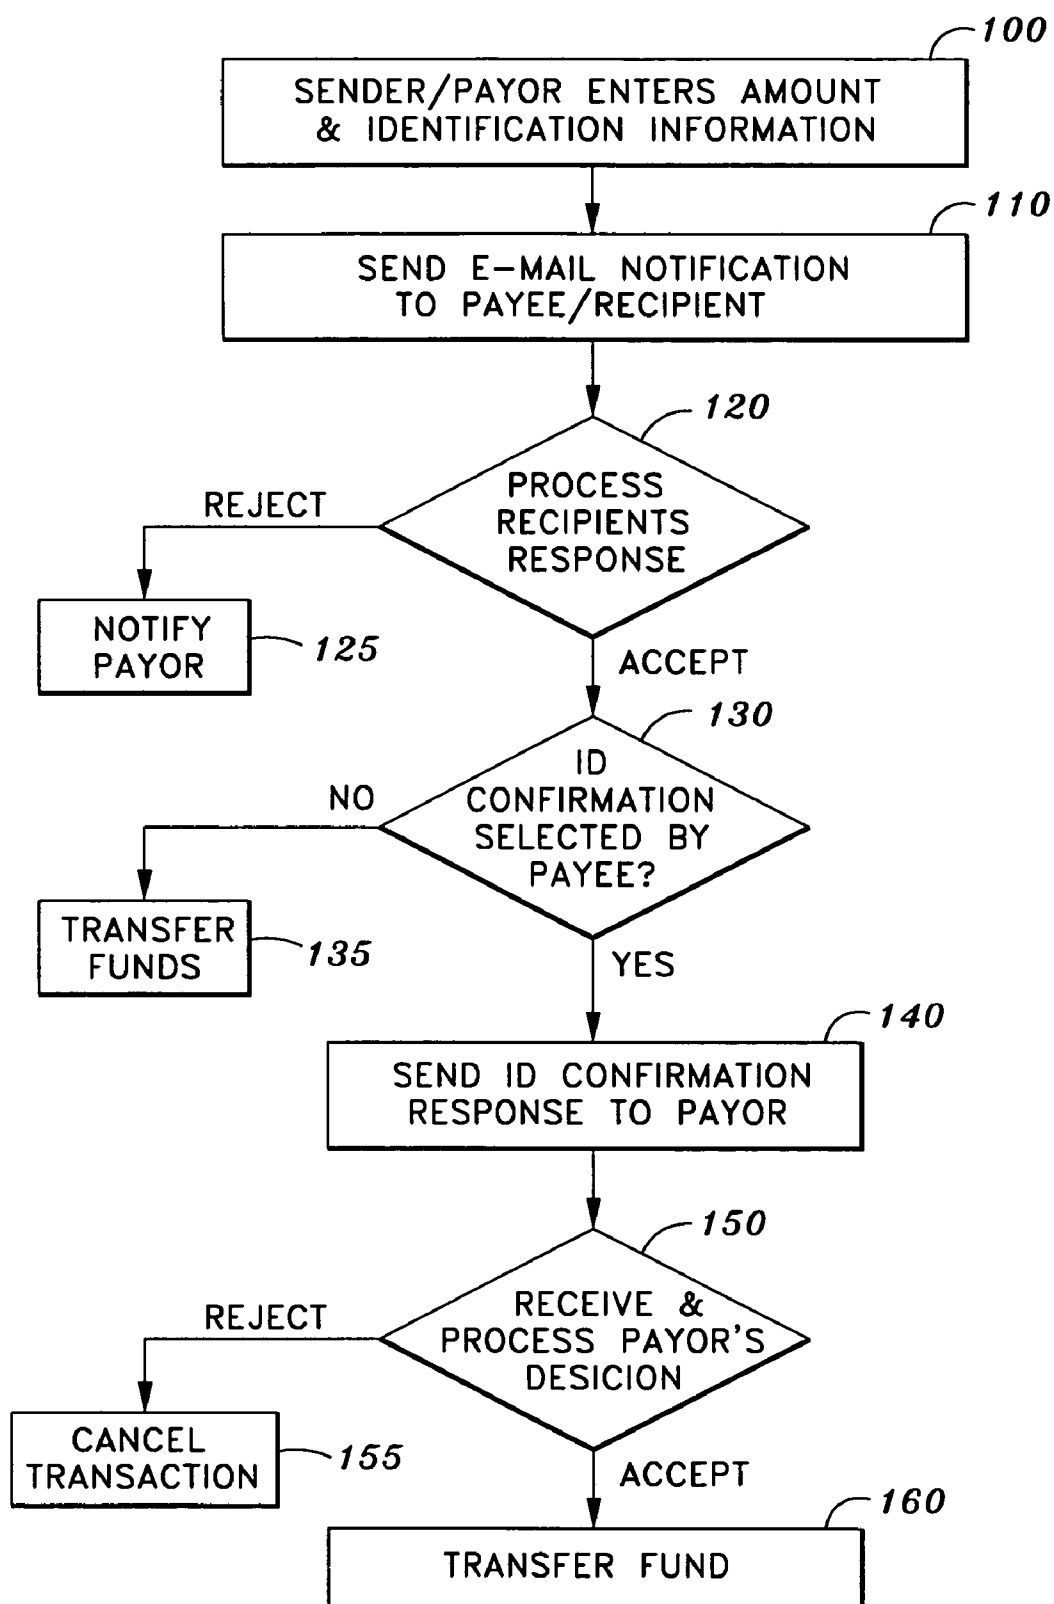 100
SENDER/PAYOR ENTERS AMOUNT
& IDENTIFICATION INFORMATION
110
SEND E-MAIL NOTIFICATION
TO PAYEE/RECIPIENT
120
PROCESS
RECIPIENTS
RESPONSE
REJECT
NOTIFY
PAYOR
125
ACCEPT
130
ID
CONFIRMATION
SELECTED BY
PAYEE?
NO
TRANSFER
FUNDS
135
YES
140
SEND ID CONFIRMATION
RESPONSE TO PAYOR
150
RECEIVE &
PROCESS PAYOR'S
DESICION
REJECT
CANCEL
TRANSACTION
155
ACCEPT
160
TRANSFER FUND